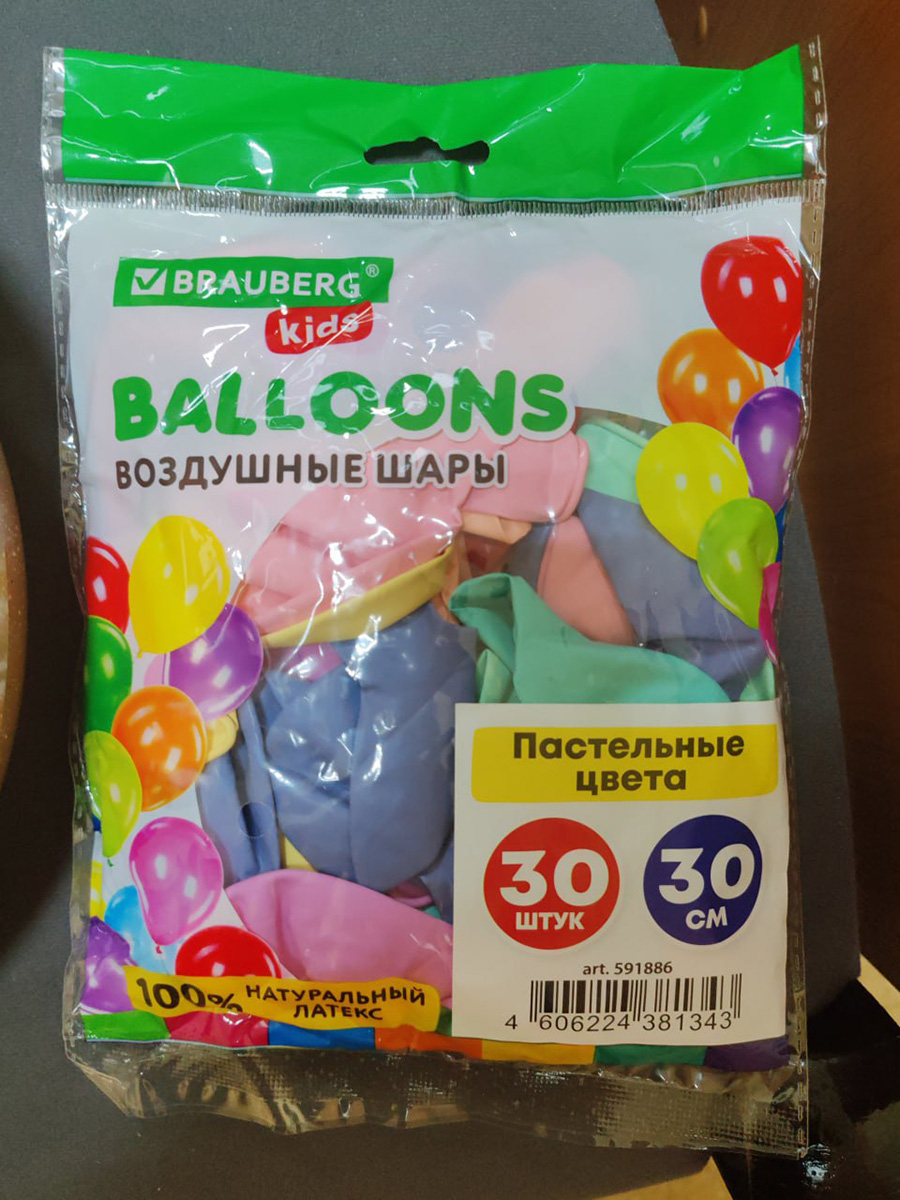 BRAUBERG®
kids
BALLOONS
ВОЗДУШНЫЕ ШАРЫ
Пастельные
цвета
30
ШТУК
30
СМ
art. 591886
4 606224 381343
100% НАТУРАЛЬНЫЙ
ЛАТЕКС